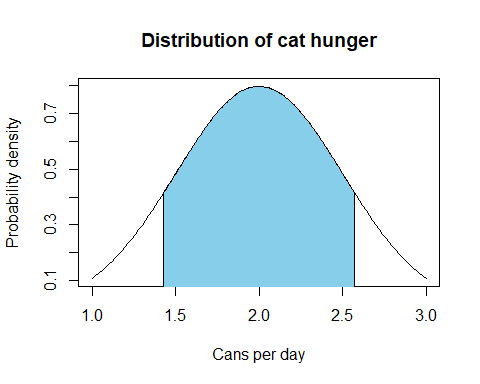 Distribution of cat hunger
Probability density
0.7
0.5
0.3
0.1
1.0 1.5 2.0 2.5 3.0
Cans per day